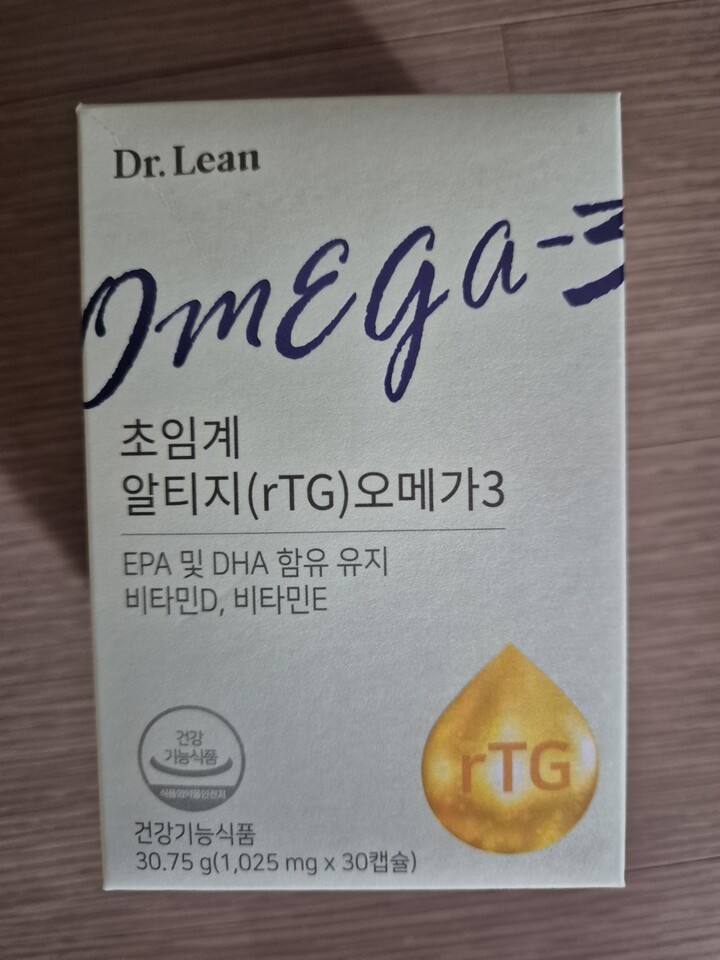 Dr. Lean
Omega-3
초임계
알티지(rTG)오메가3
EPA 및 DHA 함유 유지
비타민D, 비타민E
rTG
건강
기능식품
식품의약품안전처
건강기능식품
30.75 g(1,025 mg x 30캡슐)